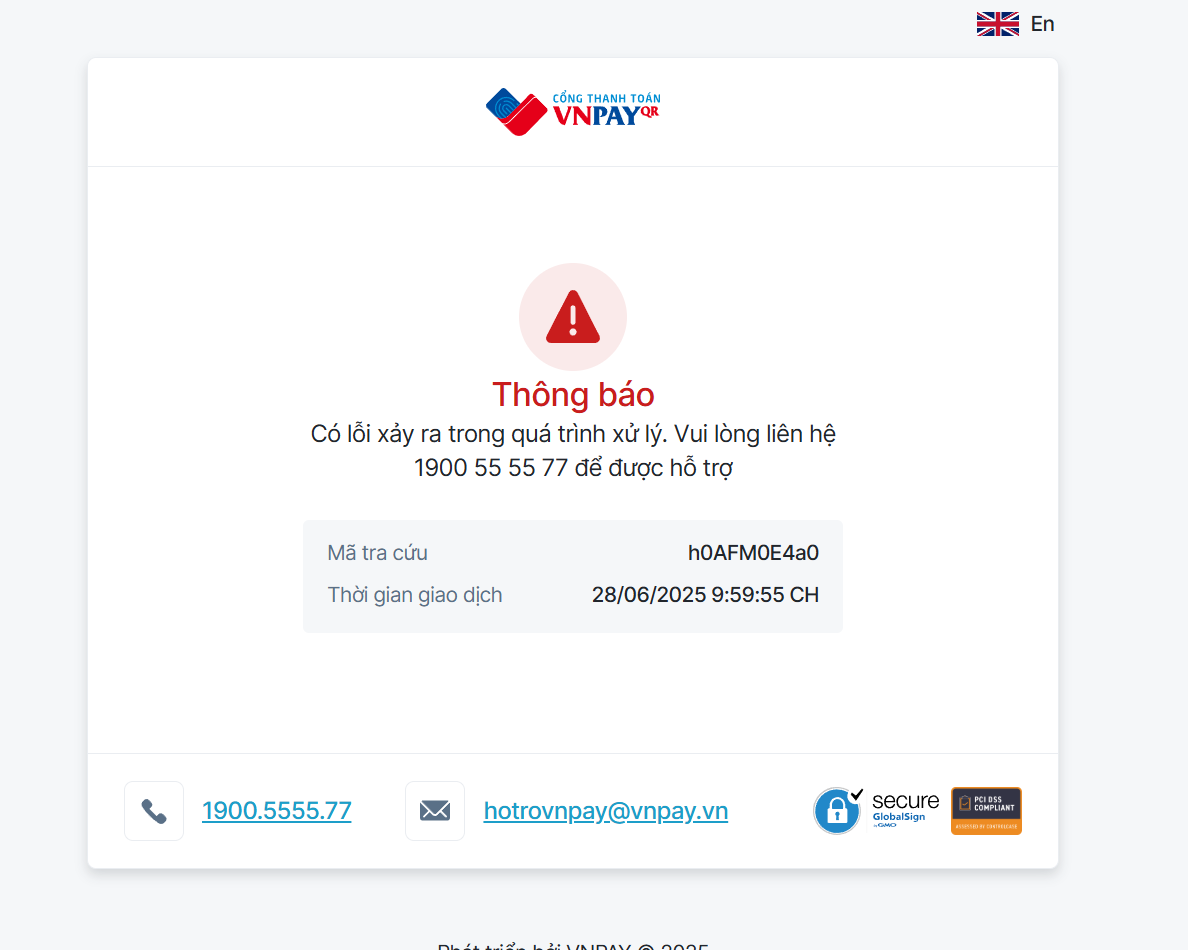 En
CỔNG THANH TOÁN
VNPAYQR
Thông báo
Có lỗi xảy ra trong quá trình xử lý. Vui lòng liên hệ
1900 55 55 77 để được hỗ trợ
Mã tra cứu h0AFM0E4a0
Thời gian giao dịch 28/06/2025 9:59:55 CH
1900.5555.77 hotrovnpay@vnpay.vn
secure
GlobalSign
by GMO
PCI DSS
COMPLIANT
ASSESSED BY CONTROLCASE
Phát triển bởi VNPAY © 2025